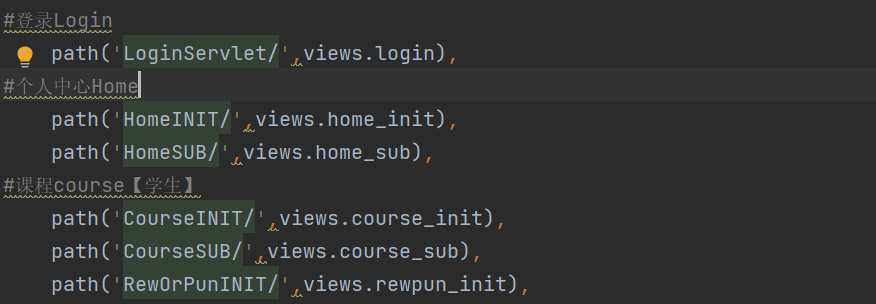 #登录Login
path('LoginServlet/',views.login),
#个人中心Home
path('HomeINIT/',views.home_init),
path('HomeSUB/',views.home_sub),
#课程course【学生】
path('CourseINIT/',views.course_init),
path('CourseSUB/',views.course_sub),
path('RewOrPunINIT/',views.rewpun_init),